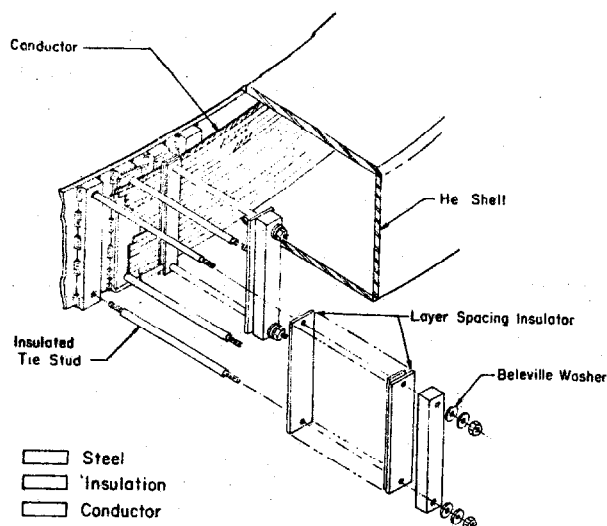 Conductor
He Shell
Layer Spacing Insulator
Insulated
Tie Stud
Beleville Washer
Steel
Insulation
Conductor